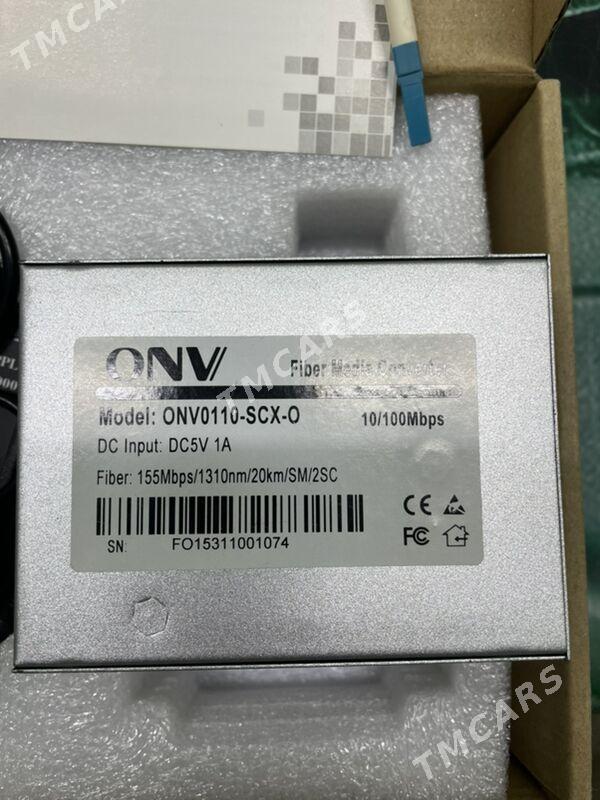 TMCARS
TMCARS
ONV
Fiber Media Converter
Model: ONV0110-SCX-O
10/100Mbps
DC Input: DC5V 1A
Fiber: 155Mbps/1310nm/20km/SM/2SC
CE
FC
SN:
FO15311001074
TMCARS
TMCARS